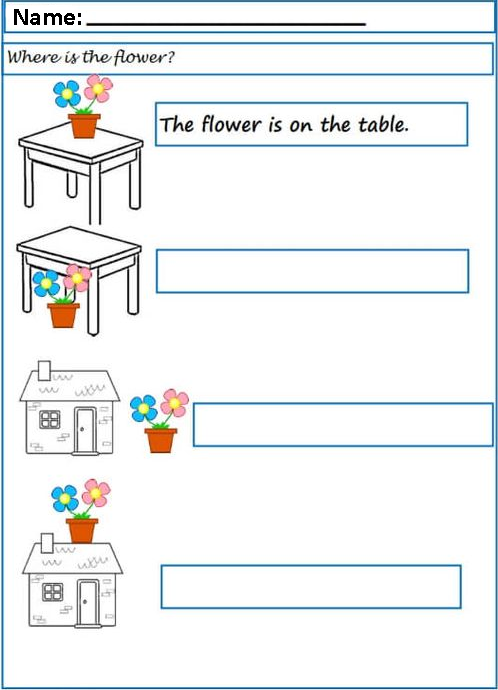 Name:
Where is the flower?
The flower is on the table.